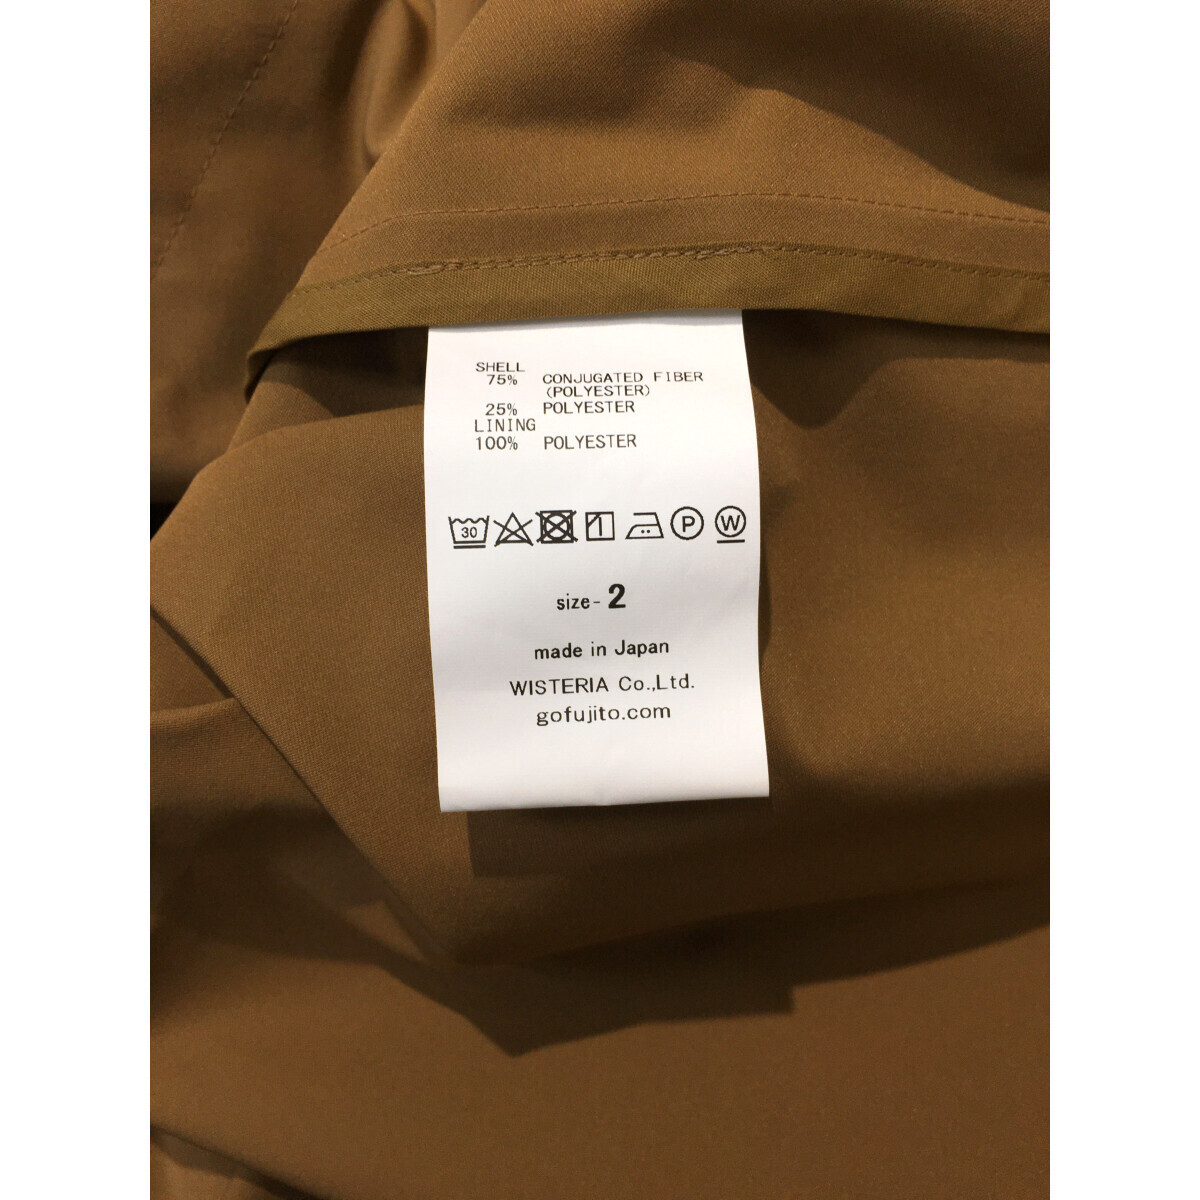 SHELL
75% CONJUGATED FIBER
(POLYESTER)
25% POLYESTER
LINING
100% POLYESTER
30 P W
size-2
made in Japan
WISTERIA Co.,Ltd.
gofujito.com